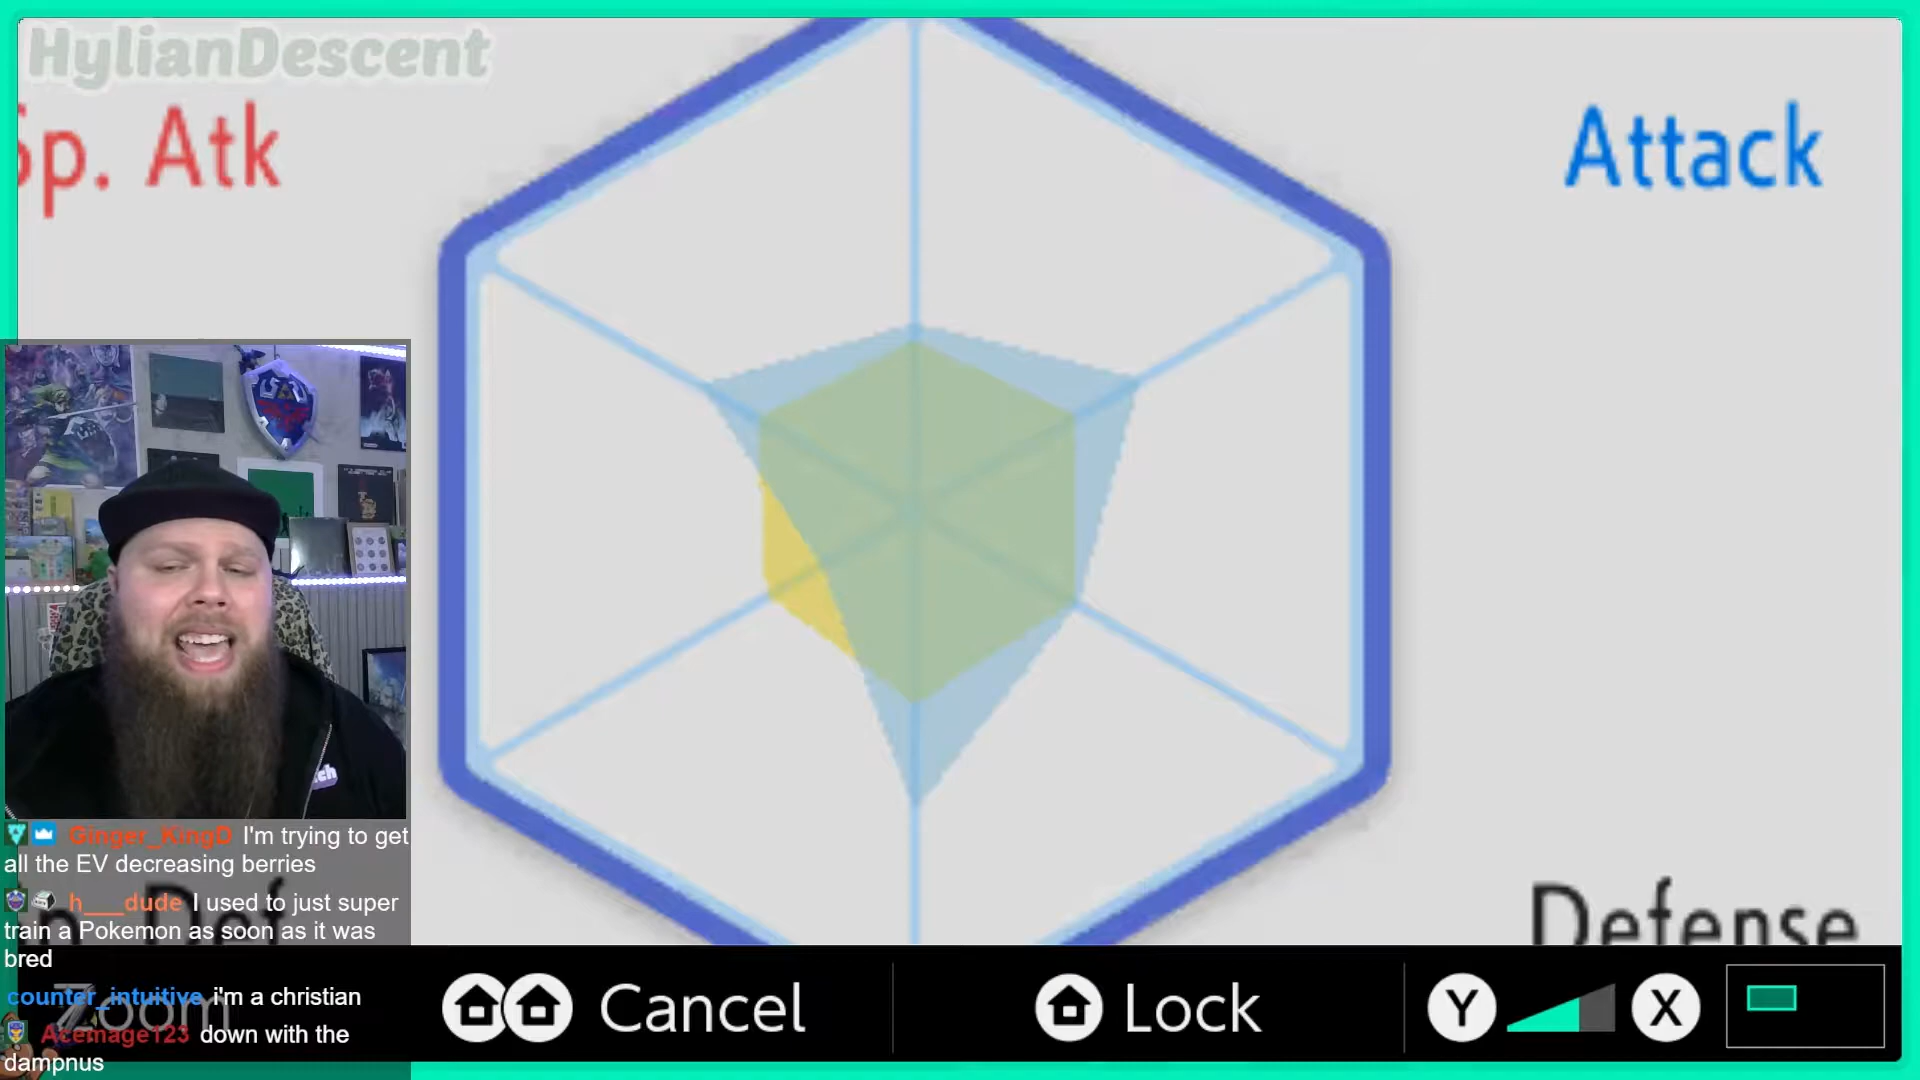 HylianDescent
Sp. Atk
Attack
Defense
Ginger_KingD I'm trying to get
all the EV decreasing berries
h___dude I used to just super
train a Pokemon as soon as it was
bred
counter_intuitive i'm a christian
Acemage123 down with the
dampnus
Zoom
Cancel
Lock
Y
X